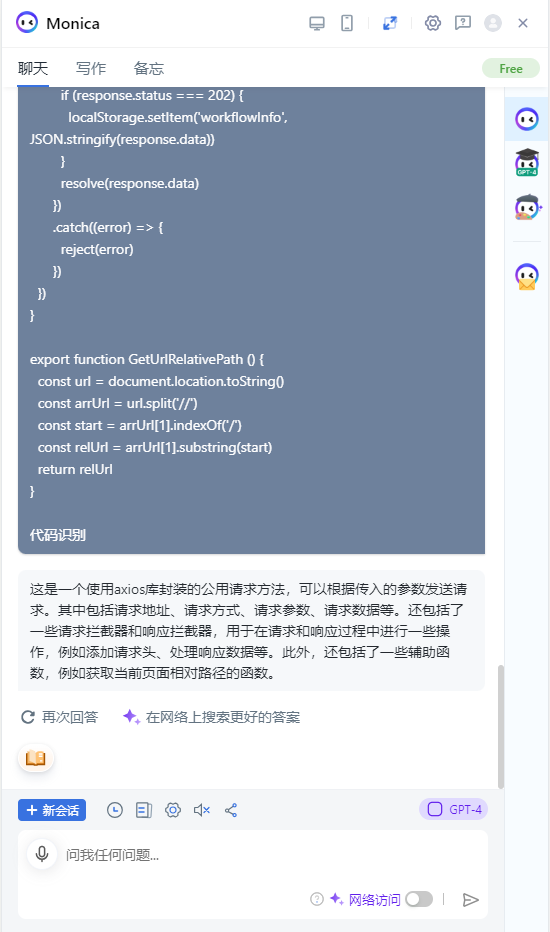 Monica
聊天
写作
备忘
Free
if (response.status === 202) {
localStorage.setItem('workflowInfo',
JSON.stringify(response.data))
}
resolve(response.data)
})
.catch((error) => {
reject(error)
})
})
}
export function GetUrlRelativePath () {
const url = document.location.toString()
const arrUrl = url.split('//')
const start = arrUrl[1].indexOf('/')
const relUrl = arrUrl[1].substring(start)
return relUrl
}
代码识别
这是一个使用axios库封装的公用请求方法，可以根据传入的参数发送请
求。其中包括请求地址、请求方式、请求参数、请求数据等。还包括了
一些请求拦截器和响应拦截器，用于在请求和响应过程中进行一些操
作，例如添加请求头、处理响应数据等。此外，还包括了一些辅助函
数，例如获取当前页面相对路径的函数。
再次回答
在网络上搜索更好的答案
+ 新会话
GPT-4
问我任何问题...
网络访问
GPT-4